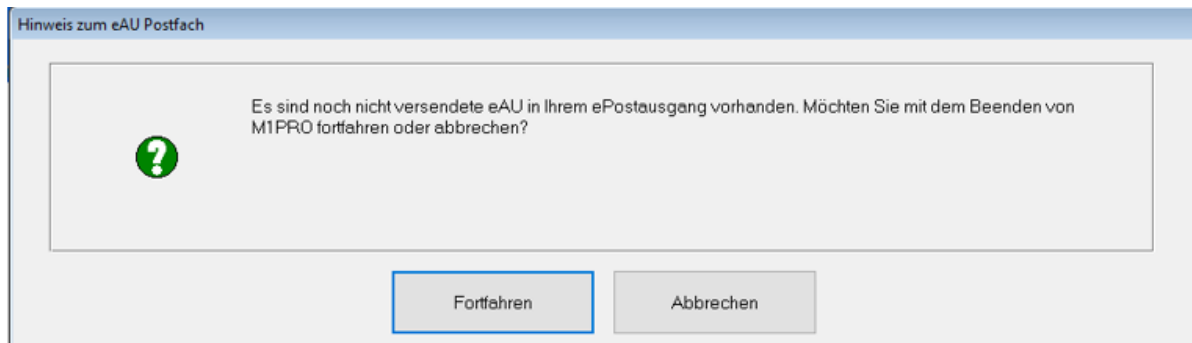 Hinweis zum eAU Postfach
Es sind noch nicht versendete eAU in Ihrem ePostausgang vorhanden. Möchten Sie mit dem Beenden von
M1PRO fortfahren oder abbrechen?
Fortfahren
Abbrechen